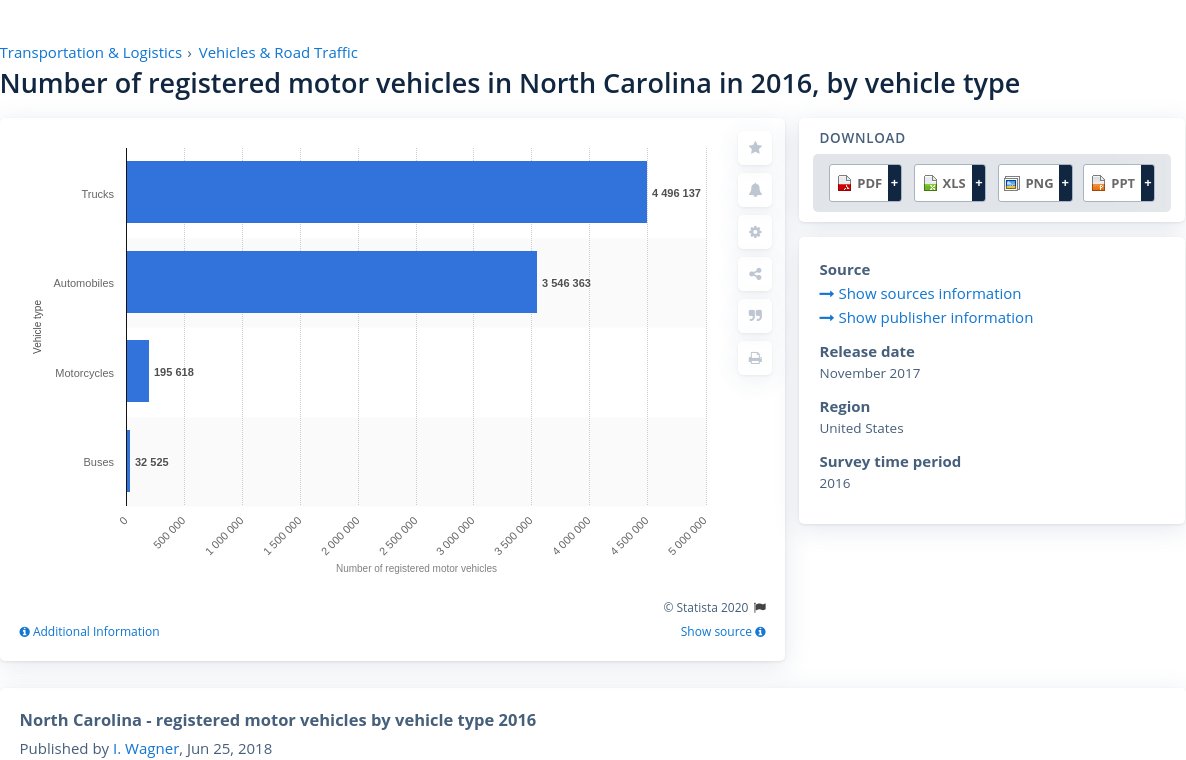 Transportation & Logistics › Vehicles & Road Traffic
Number of registered motor vehicles in North Carolina in 2016, by vehicle type
Vehicle type
Trucks
4 496 137
Automobiles
3 546 363
Motorcycles
195 618
Buses
32 525
0
500 000
1 000 000
1 500 000
2 000 000
2 500 000
3 000 000
3 500 000
4 000 000
4 500 000
5 000 000
Number of registered motor vehicles
© Statista 2020
Additional Information
Show source
DOWNLOAD
PDF +
XLS +
PNG +
PPT +
Source
Show sources information
Show publisher information
Release date
November 2017
Region
United States
Survey time period
2016
North Carolina - registered motor vehicles by vehicle type 2016
Published by I. Wagner, Jun 25, 2018